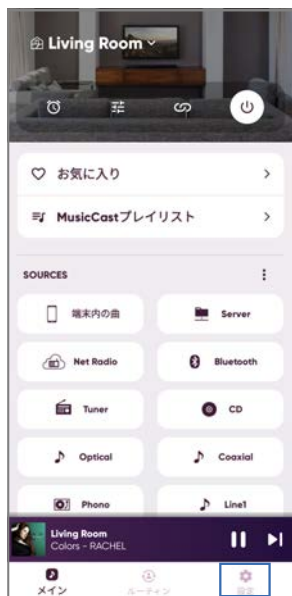 Living Room
お気に入り
MusicCastプレイリスト
SOURCES
端末内の曲
Server
Net Radio
Bluetooth
Tuner
CD
Optical
Coaxial
Phono
Line1
Living Room
Colors - RACHEL
メイン
ルーティン
設定